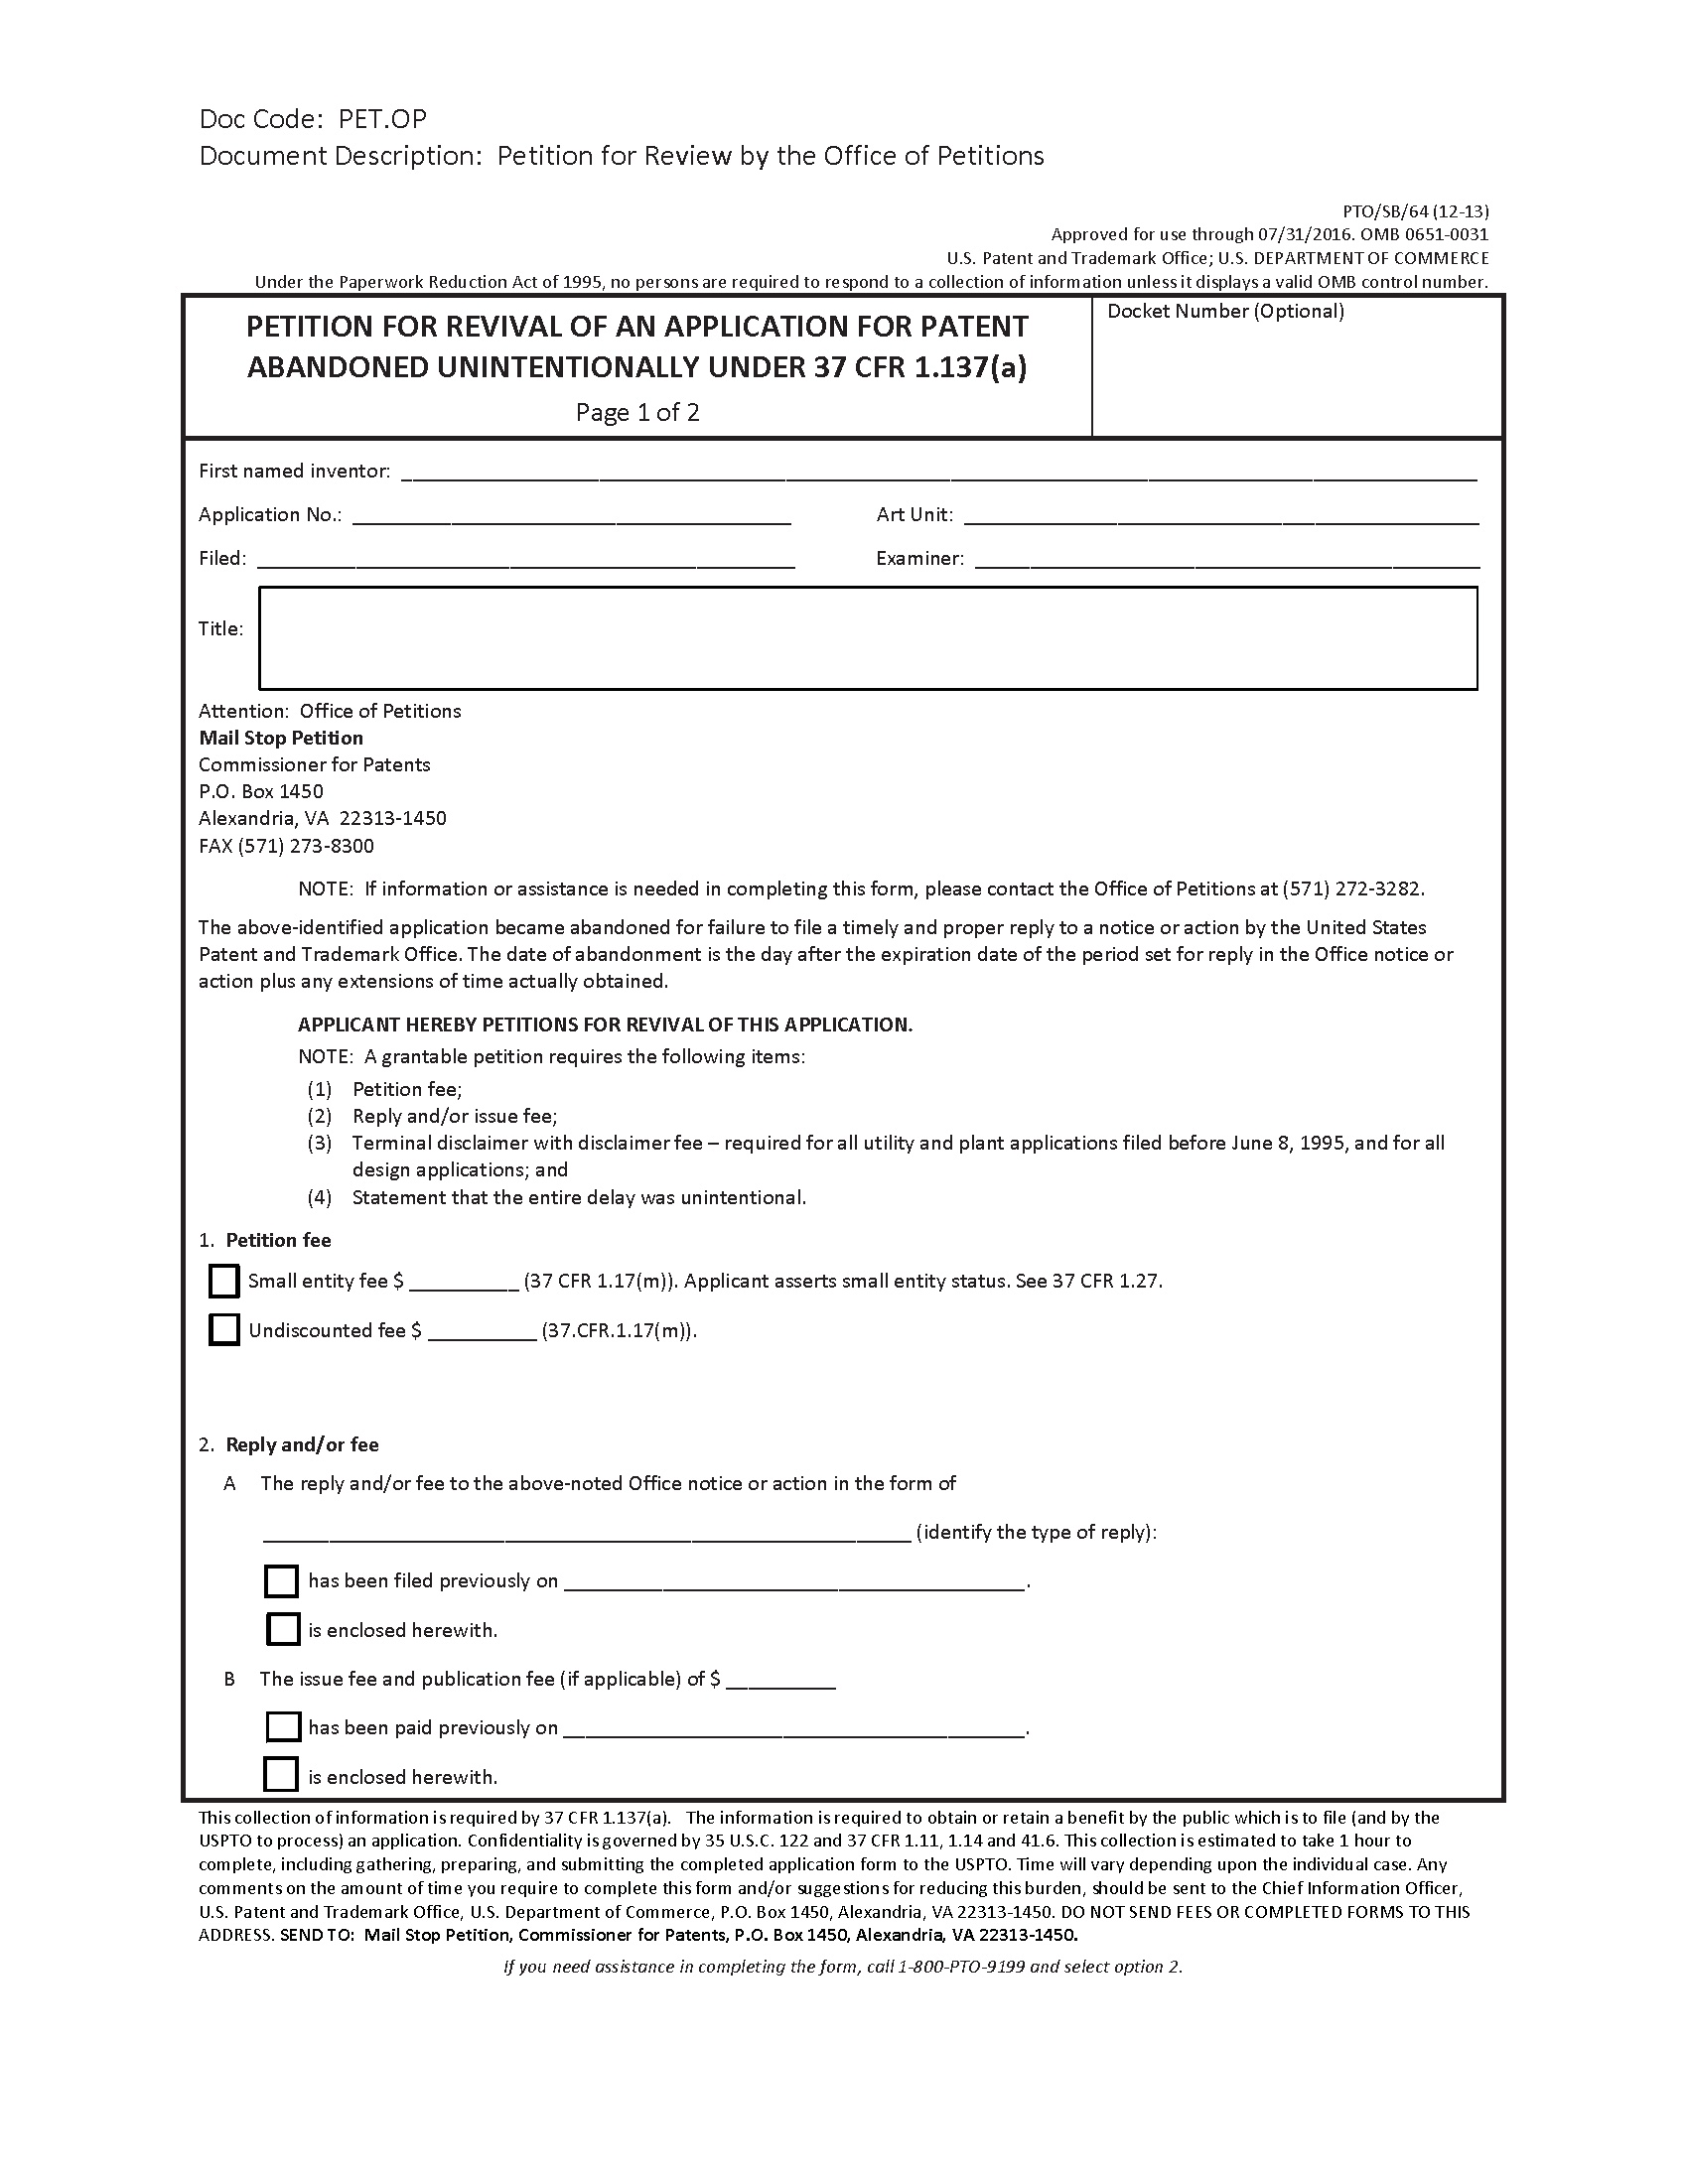 Doc Code:  PET.OP
Document Description:  Petition for Review by the Office of Petitions
PTO/SB/64 (12-13)
Approved for use through 07/31/2016. OMB 0651-0031
U.S. Patent and Trademark Office; U.S. DEPARTMENT OF COMMERCE
Under the Paperwork Reduction Act of 1995, no persons are required to respond to a collection of information unless it displays a valid OMB control number.
PETITION FOR REVIVAL OF AN APPLICATION FOR PATENT
ABANDONED UNINTENTIONALLY UNDER 37 CFR 1.137(a)
Page 1 of 2
Docket Number (Optional)
First named inventor:
Application No.: Art Unit:
Filed: Examiner:
Title:
Attention:  Office of Petitions
Mail Stop Petition
Commissioner for Patents
P.O. Box 1450
Alexandria, VA  22313-1450
FAX (571) 273-8300
NOTE:  If information or assistance is needed in completing this form, please contact the Office of Petitions at (571) 272-3282.
The above-identified application became abandoned for failure to file a timely and proper reply to a notice or action by the United States
Patent and Trademark Office. The date of abandonment is the day after the expiration date of the period set for reply in the Office notice or
action plus any extensions of time actually obtained.
APPLICANT HEREBY PETITIONS FOR REVIVAL OF THIS APPLICATION.
NOTE:  A grantable petition requires the following items:
(1) Petition fee;
(2) Reply and/or issue fee;
(3) Terminal disclaimer with disclaimer fee – required for all utility and plant applications filed before June 8, 1995, and for all
design applications; and
(4) Statement that the entire delay was unintentional.
1. Petition fee
Small entity fee $ __________ (37 CFR 1.17(m)). Applicant asserts small entity status. See 37 CFR 1.27.
Undiscounted fee $ __________ (37.CFR.1.17(m)).
2. Reply and/or fee
A The reply and/or fee to the above-noted Office notice or action in the form of
(identify the type of reply):
has been filed previously on __________.
is enclosed herewith.
B The issue fee and publication fee (if applicable) of $ __________
has been paid previously on __________.
is enclosed herewith.
This collection of information is required by 37 CFR 1.137(a).   The information is required to obtain or retain a benefit by the public which is to file (and by the
USPTO to process) an application. Confidentiality is governed by 35 U.S.C. 122 and 37 CFR 1.11, 1.14 and 41.6. This collection is estimated to take 1 hour to
complete, including gathering, preparing, and submitting the completed application form to the USPTO. Time will vary depending upon the individual case. Any
comments on the amount of time you require to complete this form and/or suggestions for reducing this burden, should be sent to the Chief Information Officer,
U.S. Patent and Trademark Office, U.S. Department of Commerce, P.O. Box 1450, Alexandria, VA 22313-1450. DO NOT SEND FEES OR COMPLETED FORMS TO THIS
ADDRESS. SEND TO:  Mail Stop Petition, Commissioner for Patents, P.O. Box 1450, Alexandria, VA 22313-1450.
If you need assistance in completing the form, call 1-800-PTO-9199 and select option 2.